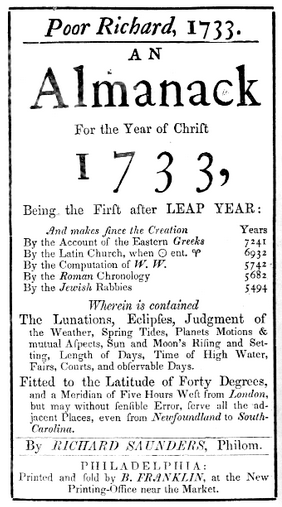 Poor Richard, 1733.
AN
Almanack
For the Year of Chriſt
1733,
Being the Firſt after LEAP YEAR:
And makes ſince the Creation Years
By the Account of the Eastern Greeks 7241
By the Latin Church, when ☉ ent. ♈ 6932
By the Computation of W. W. 5742
By the Roman Chronology 5682
By the Jewish Rabbies 5494
Wherein is contained
The Lunations, Eclipſes, Judgment of
the Weather, Spring Tides, Planets Motions &
mutual Aſpects, Sun and Moon's Riſing and Set-
ting, Length of Days, Time of High Water,
Fairs, Courts, and obſervable Days.
Fitted to the Latitude of Forty Degrees,
and a Meridian of Five Hours Weſt from London,
but may without ſenſible Error, ſerve all the ad-
jacent Places, even from Newfoundland to South-
Carolina.
By RICHARD SAUNDERS, Philom.
PHILADELPHIA:
Printed and ſold by B. FRANKLIN, at the New
Printing-Office near the Market.